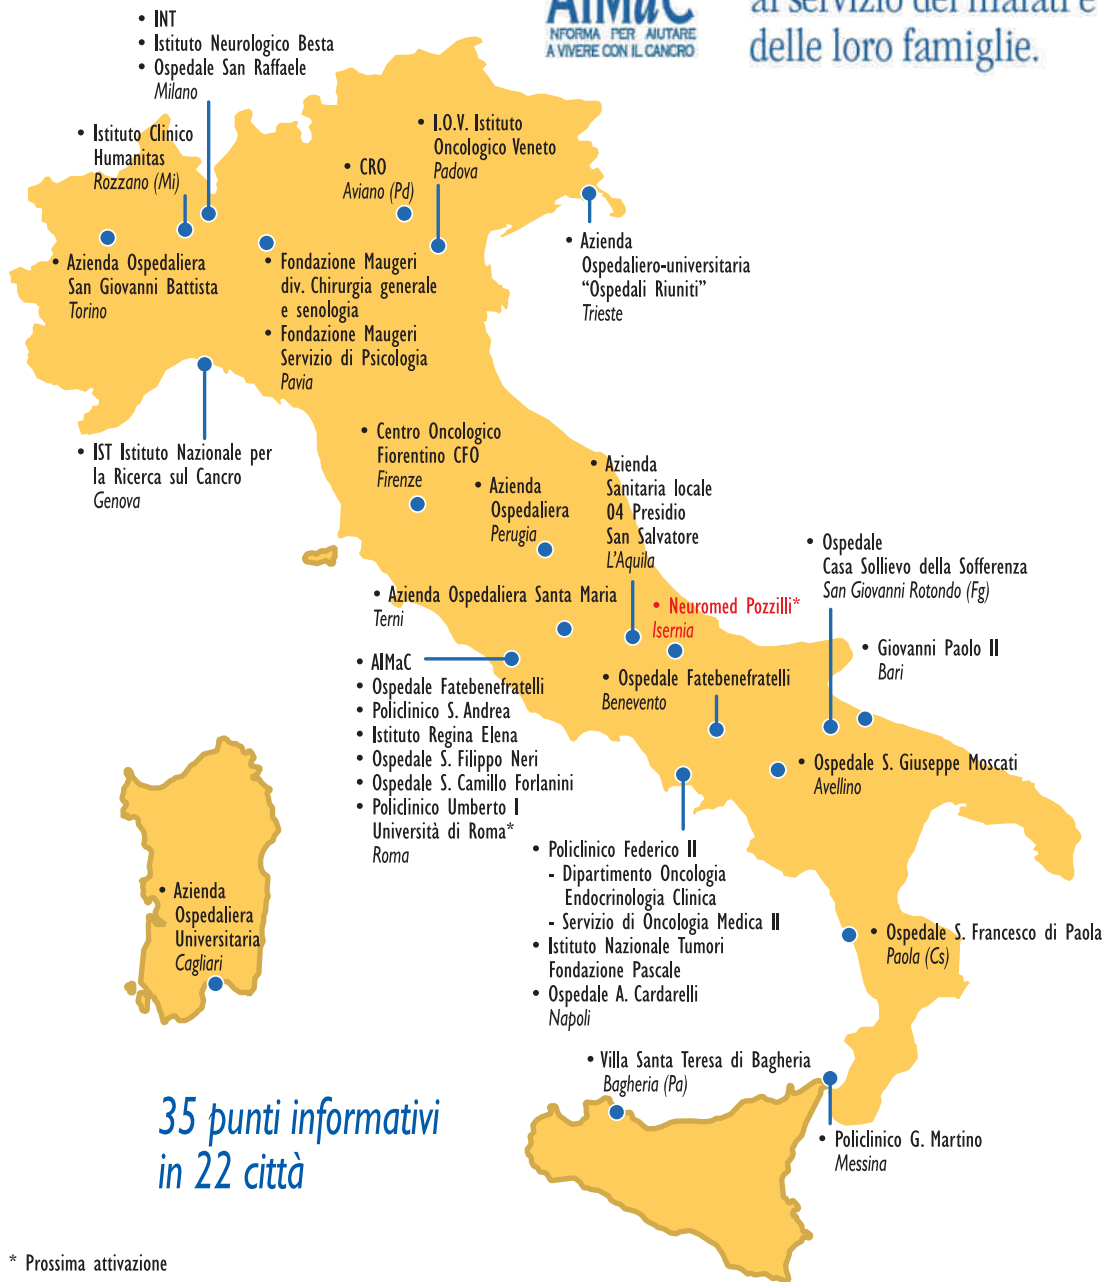 AIMaC
NFORMA PER AIUTARE
A VIVERE CON IL CANCRO
al servizio dei malati e
delle loro famiglie.
• INT
• Istituto Neurologico Besta
• Ospedale San Raffaele
Milano
• Istituto Clinico
Humanitas
Rozzano (Mi)
• I.O.V. Istituto
Oncologico Veneto
Padova
• CRO
Aviano (Pd)
• Azienda
Ospedaliero-universitaria
“Ospedali Riuniti”
Trieste
• Azienda Ospedaliera
San Giovanni Battista
Torino
• Fondazione Maugeri
div. Chirurgia generale
e senologia
• Fondazione Maugeri
Servizio di Psicologia
Pavia
• IST Istituto Nazionale per
la Ricerca sul Cancro
Genova
• Centro Oncologico
Fiorentino CFO
Firenze
• Azienda
Ospedaliera
Perugia
• Azienda
Sanitaria locale
04 Presidio
San Salvatore
L'Aquila
• Ospedale
Casa Sollievo della Sofferenza
San Giovanni Rotondo (Fg)
• Azienda Ospedaliera Santa Maria
Terni
• Neuromed Pozzilli*
Isernia
• Giovanni Paolo II
Bari
• AIMaC
• Ospedale Fatebenefratelli
• Policlinico S. Andrea
• Istituto Regina Elena
• Ospedale S. Filippo Neri
• Ospedale S. Camillo Forlanini
• Policlinico Umberto I
Università di Roma*
Roma
• Ospedale Fatebenefratelli
Benevento
• Ospedale S. Giuseppe Moscati
Avellino
• Policlinico Federico II
- Dipartimento Oncologia
Endocrinologia Clinica
- Servizio di Oncologia Medica II
• Istituto Nazionale Tumori
Fondazione Pascale
• Ospedale A. Cardarelli
Napoli
• Azienda
Ospedaliera
Universitaria
Cagliari
• Ospedale S. Francesco di Paola
Paola (Cs)
• Villa Santa Teresa di Bagheria
Bagheria (Pa)
• Policlinico G. Martino
Messina
35 punti informativi
in 22 città
* Prossima attivazione